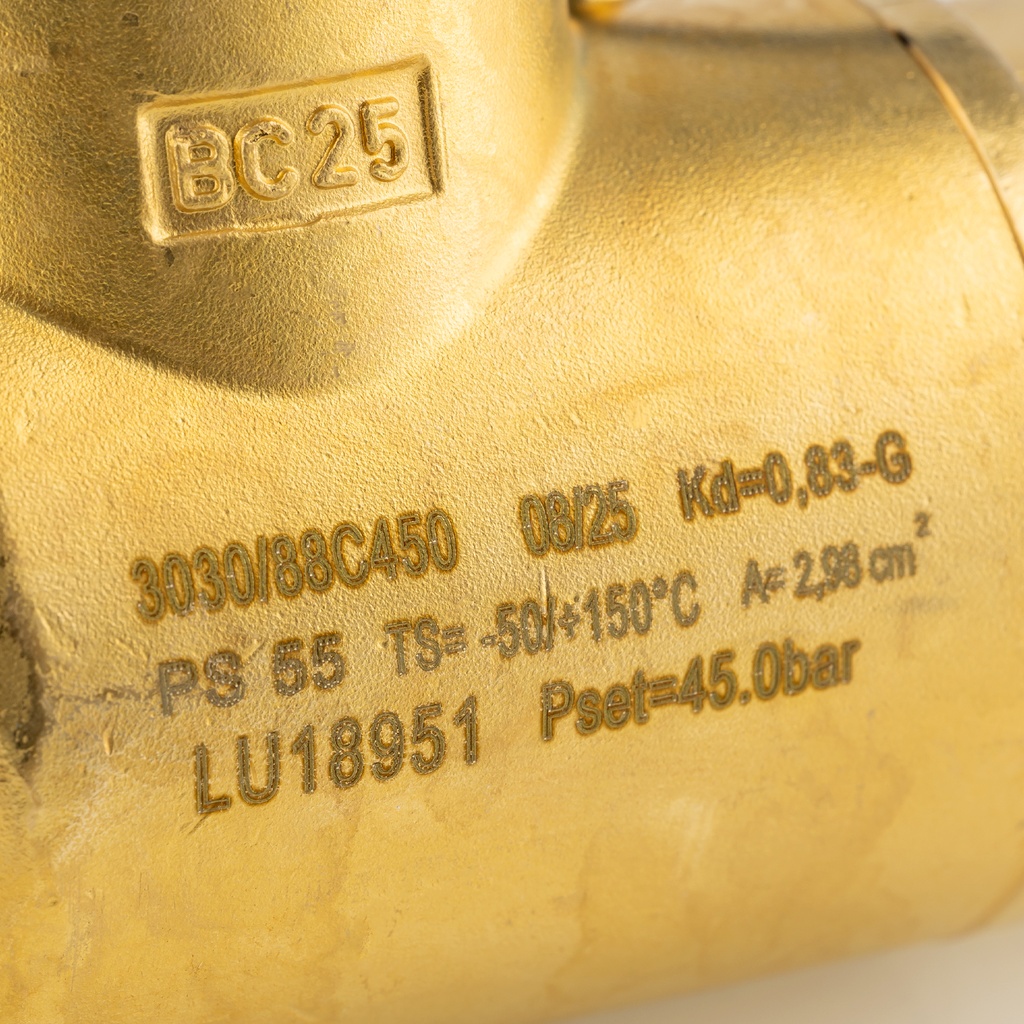 BC25
3030/88C450 08/25 Kd=0,83-G
PS 55 TS= -50/+150°C A= 2,98 cm²
LU18951 Pset=45.0bar